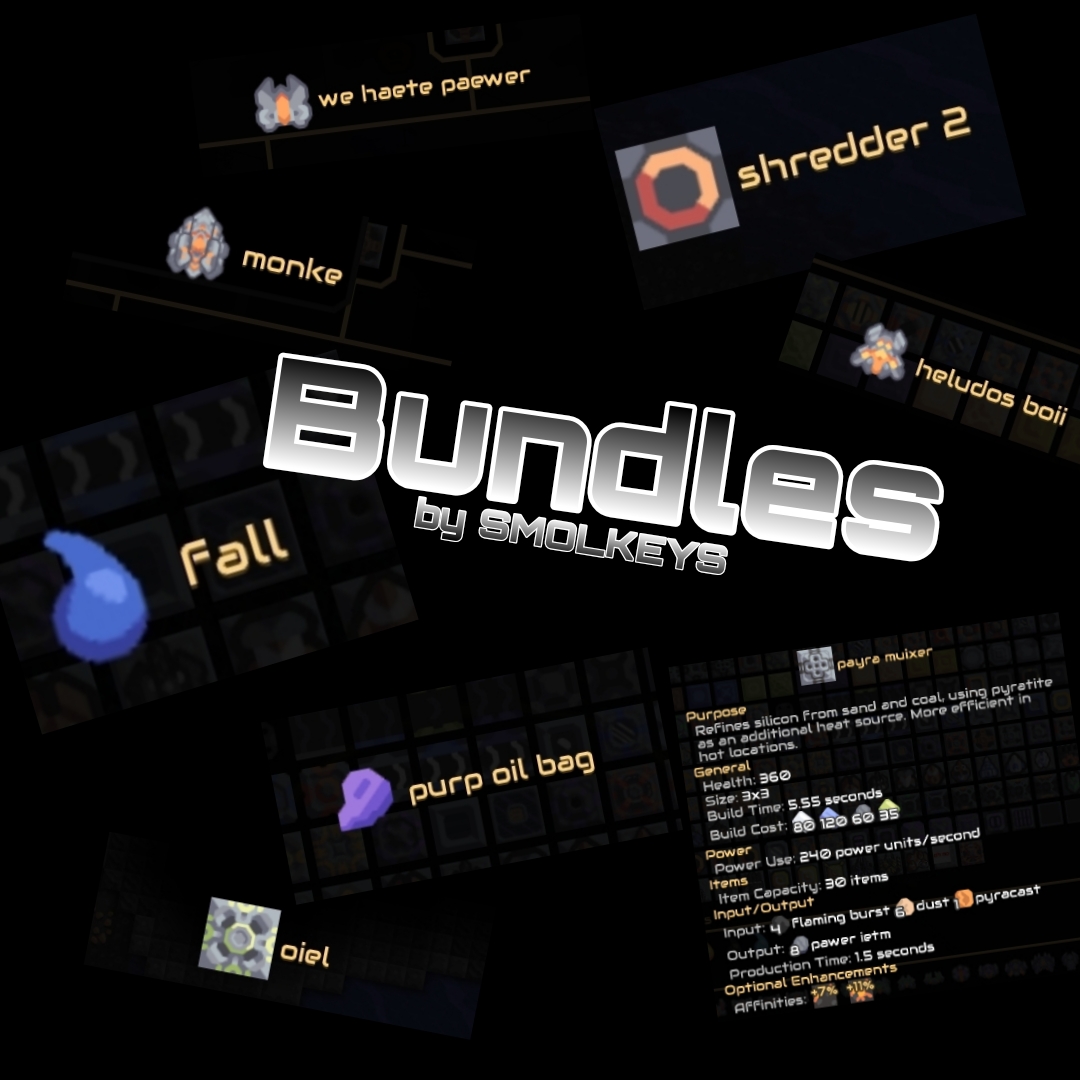 we haete paewer
shredder 2
monke
heludos boii
Bundles
by SMOLKEYS
Fall
purp oil bag
payra muixer
Purpose
Refines silicon from sand and coal, using pyratite
as an additional heat source. More efficient in
hot locations.
General
Health: 360
Size: 3x3
Build Time: 5.55 seconds
Build Cost: 80 120 60 35
Power
Power Use: 240 power units/second
Items
Item Capacity: 30 items
Input/Output
Input: 4 Flaming burst 6 dust 1 pyracast
Output: 8 pawer ietm
Production Time: 1.5 seconds
Optional Enhancements
Affinities: +7% +11%
oiel